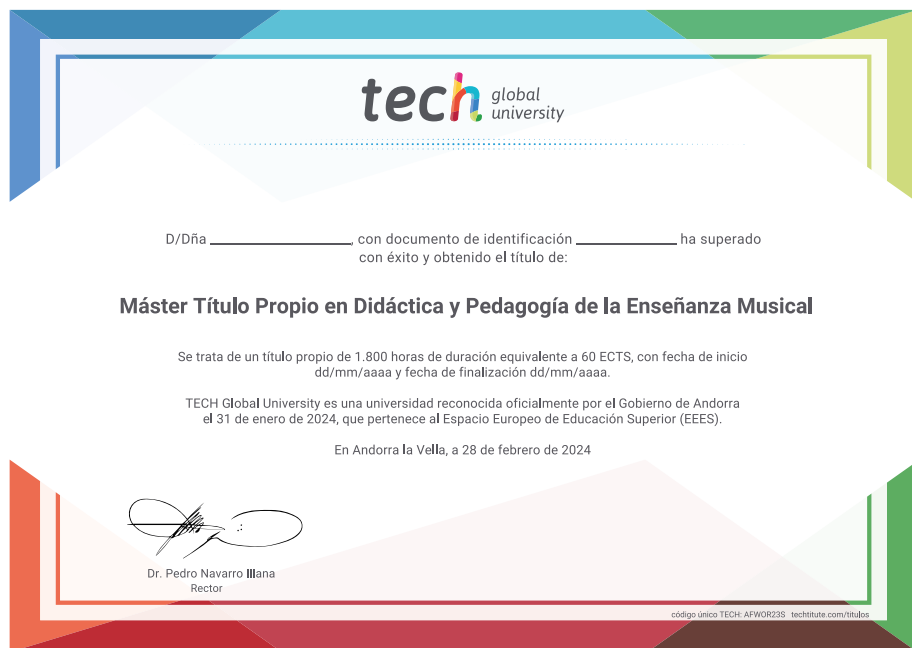 tech global
university
D/Dña ____________________, con documento de identificación ______________ ha superado
con éxito y obtenido el título de:
Máster Título Propio en Didáctica y Pedagogía de la Enseñanza Musical
Se trata de un título propio de 1.800 horas de duración equivalente a 60 ECTS, con fecha de inicio
dd/mm/aaaa y fecha de finalización dd/mm/aaaa.
TECH Global University es una universidad reconocida oficialmente por el Gobierno de Andorra
el 31 de enero de 2024, que pertenece al Espacio Europeo de Educación Superior (EEES).
En Andorra la Vella, a 28 de febrero de 2024
Dr. Pedro Navarro Illana
Rector
código único TECH: AFWOR23S techtitute.com/titulos